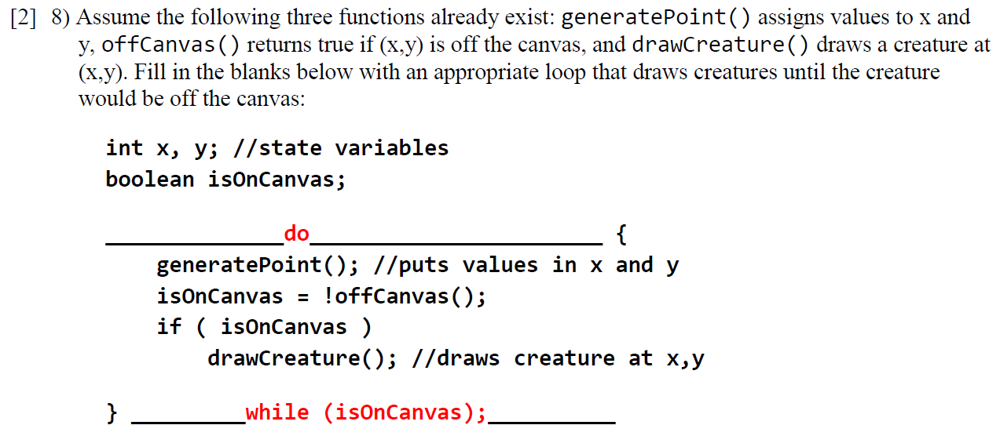 [2] 8) Assume the following three functions already exist: generatePoint() assigns values to x and
y, offCanvas() returns true if (x,y) is off the canvas, and drawCreature() draws a creature at
(x,y). Fill in the blanks below with an appropriate loop that draws creatures until the creature
would be off the canvas:
int x, y; //state variables
boolean isOnCanvas;
______________do_______________________ {
generatePoint(); //puts values in x and y
isOnCanvas = !offCanvas();
if ( isOnCanvas )
drawCreature(); //draws creature at x,y
} _________while (isOnCanvas);__________